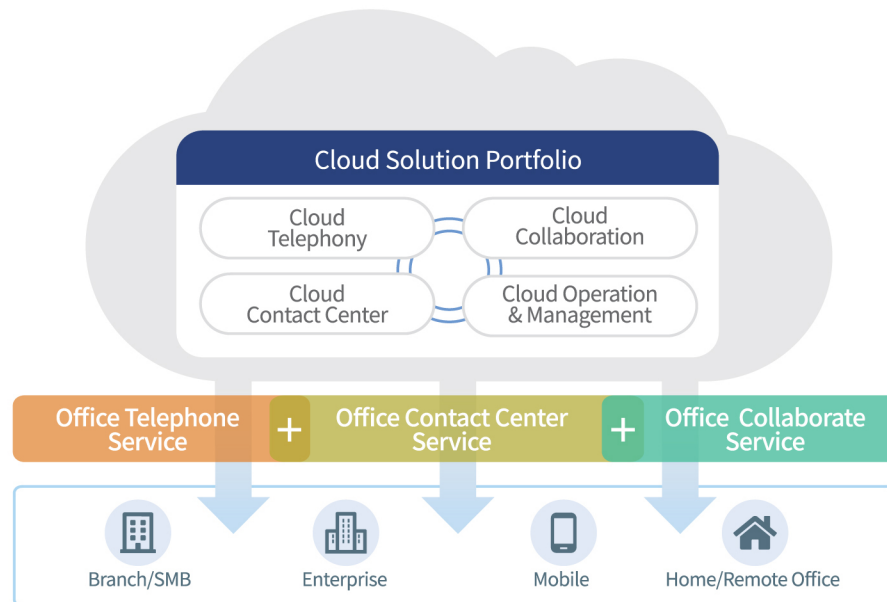 Cloud Solution Portfolio
Cloud
Telephony
Cloud
Collaboration
Cloud
Contact Center
Cloud Operation
& Management
Office Telephone
Service
+
Office Contact Center
Service
+
Office Collaborate
Service
Branch/SMB
Enterprise
Mobile
Home/Remote Office